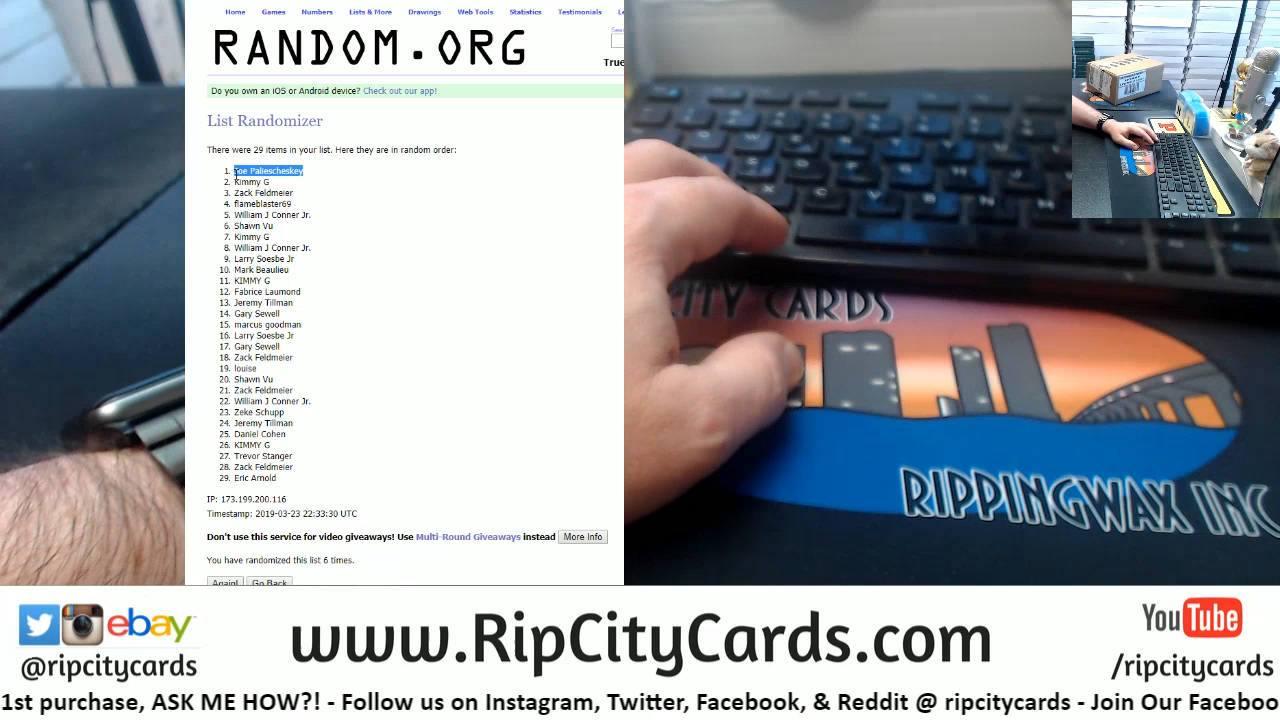 Home Games Numbers Lists & More Drawings Web Tools Statistics Testimonials
RANDOM.ORG
True
Do you own an iOS or Android device? Check out our app!
List Randomizer
There were 29 items in your list. Here they are in random order:
1. Joe Paliescheskey
2. Kimmy G
3. Zack Feldmeier
4. flameblaster69
5. William J Conner Jr.
6. Shawn Vu
7. Kimmy G
8. William J Conner Jr.
9. Larry Soesbe Jr
10. Mark Beaulieu
11. KIMMY G
12. Fabrice Laumond
13. Jeremy Tillman
14. Gary Sewell
15. marcus goodman
16. Larry Soesbe Jr
17. Gary Sewell
18. Zack Feldmeier
19. louise
20. Shawn Vu
21. Zack Feldmeier
22. William J Conner Jr.
23. Zeke Schupp
24. Jeremy Tillman
25. Daniel Cohen
26. KIMMY G
27. Trevor Stanger
28. Zack Feldmeier
29. Eric Arnold
IP: 173.199.200.116
Timestamp: 2019-03-23 22:33:30 UTC
Don't use this service for video giveaways! Use Multi-Round Giveaways instead More Info
You have randomized this list 6 times.
Again! Go Back
CITY CARDS
RIPPINGWAX INC
ebay
@ripcitycards
www.RipCityCards.com
YouTube
/ripcitycards
1st purchase, ASK ME HOW?! - Follow us on Instagram, Twitter, Facebook, & Reddit @ ripcitycards - Join Our Faceboo